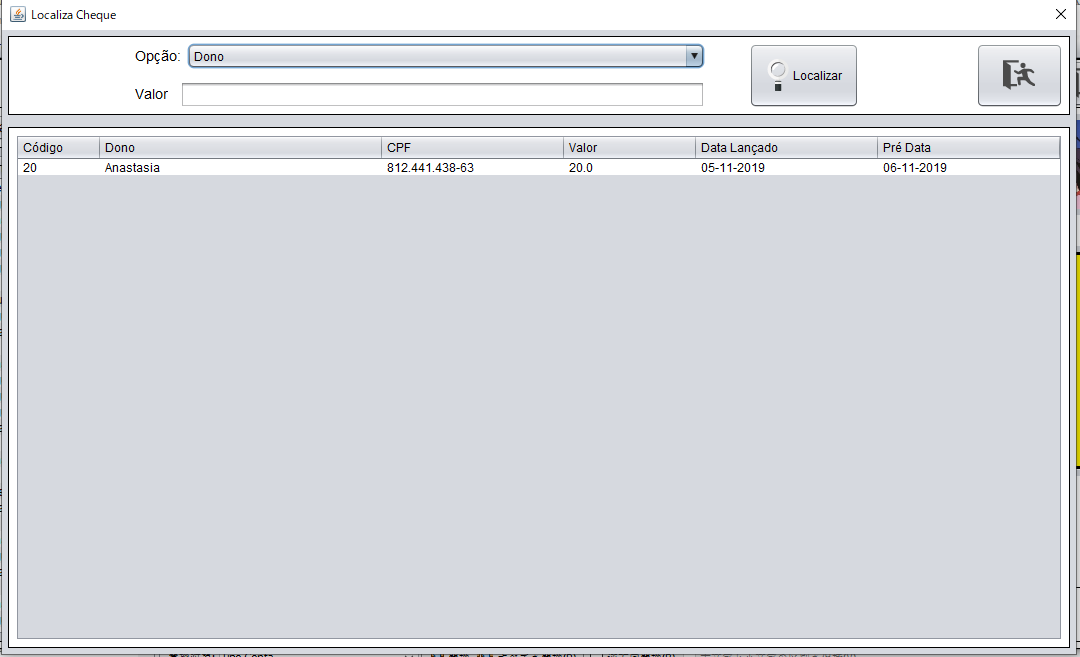 Localiza Cheque
Opção: Dono
Valor
Localizar
Código Dono CPF Valor Data Lançado Pré Data
20 Anastasia 812.441.438-63 20.0 05-11-2019 06-11-2019